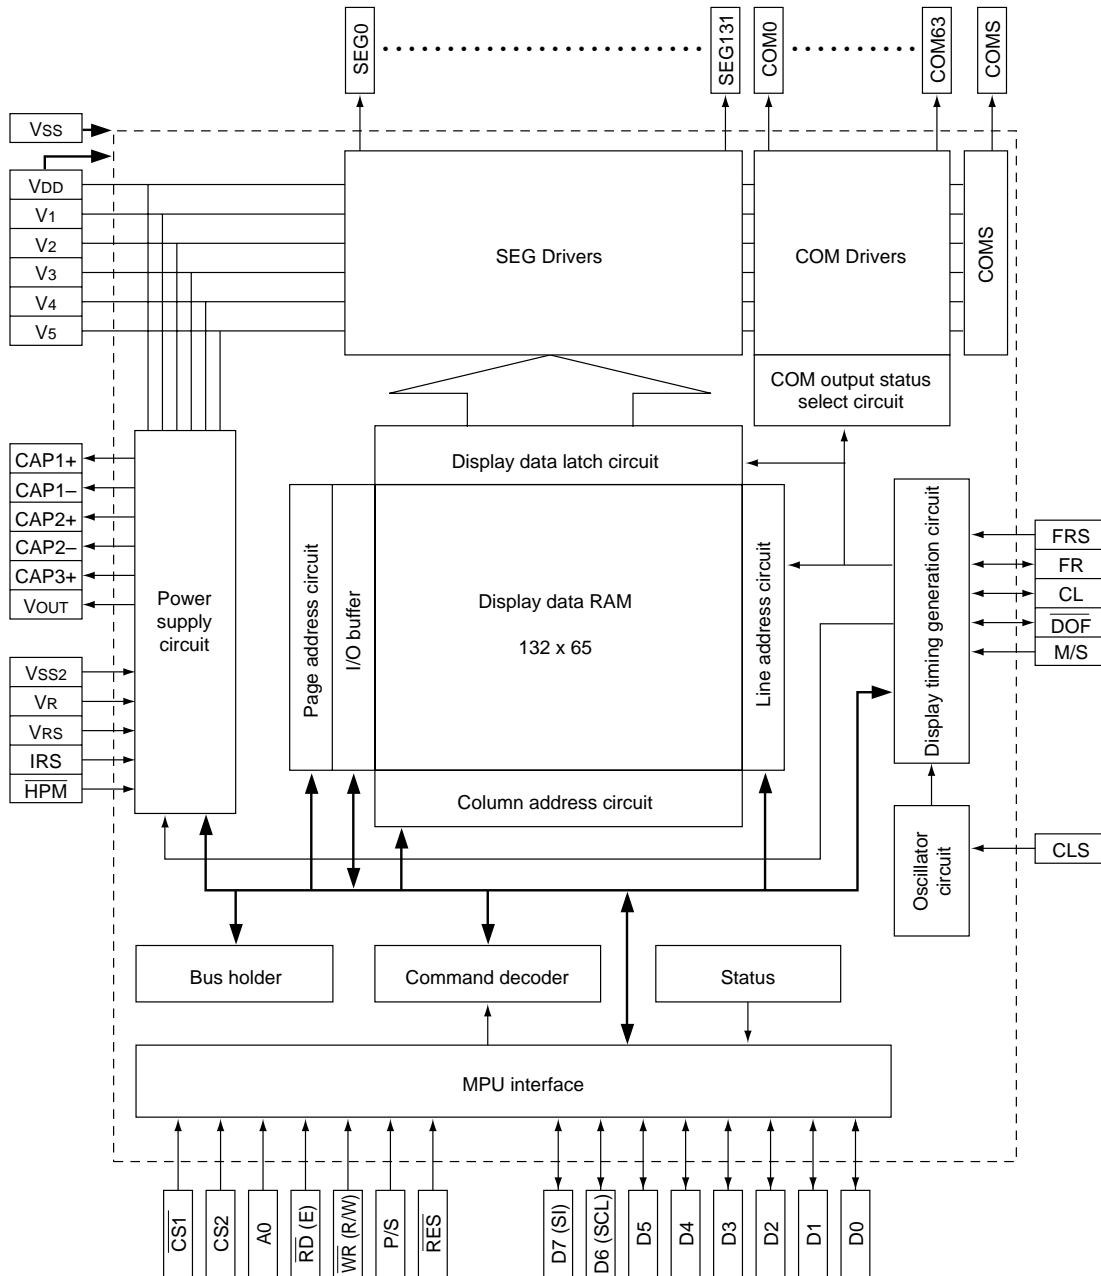 SEG0
SEG131
COM0
COM63
COMS
VSS
VDD
V1
V2
V3
V4
V5
SEG Drivers
COM Drivers
COMS
COM output status
select circuit
CAP1+
CAP1–
CAP2+
CAP2–
CAP3+
VOUT
VSS2
VR
VRS
IRS
HPM
Power
supply
circuit
Display data latch circuit
Page address circuit
I/O buffer
Display data RAM
132 x 65
Line address circuit
Column address circuit
Display timing generation circuit
FRS
FR
CL
DOF
M/S
Oscillator
circuit
CLS
Bus holder
Command decoder
Status
MPU interface
CS1
CS2
A0
RD (E)
WR (R/W)
P/S
RES
D7 (SI)
D6 (SCL)
D5
D4
D3
D2
D1
D0